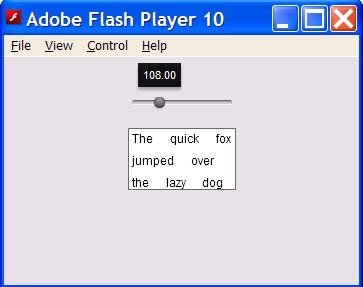 Adobe Flash Player 10
File View Control Help
108.00
The quick fox
jumped over
the lazy dog